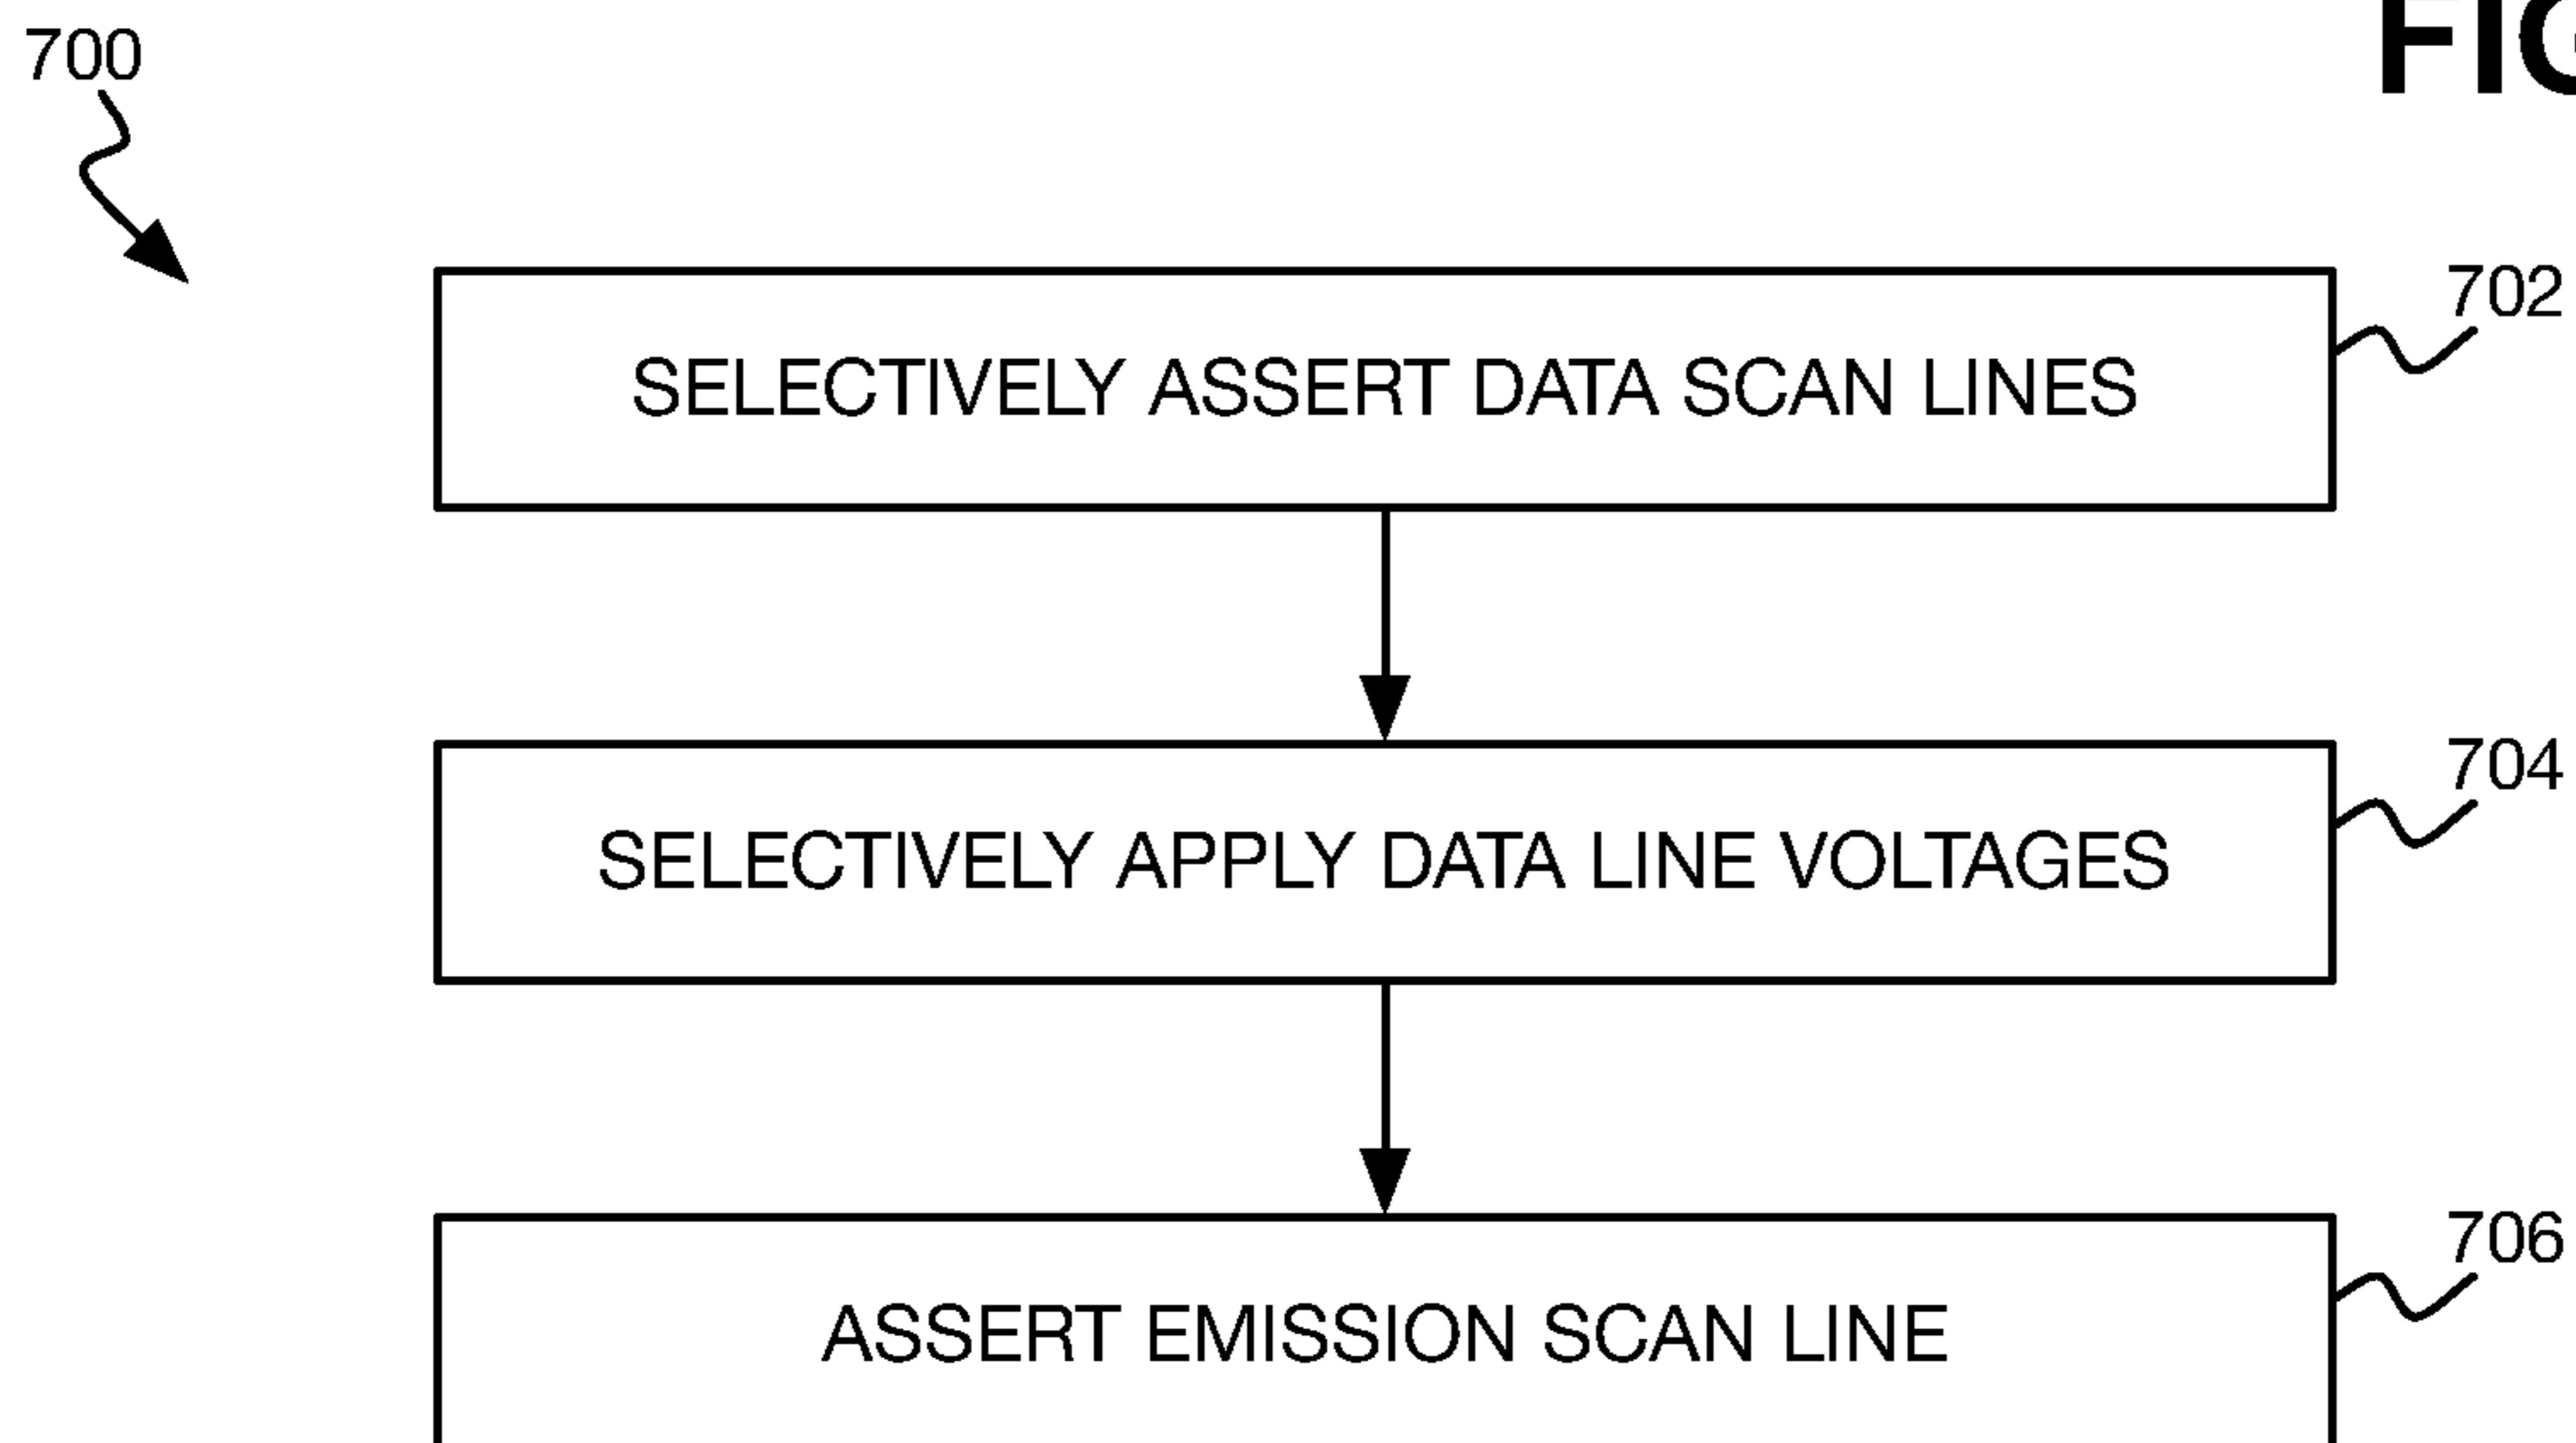 700
702
SELECTIVELY ASSERT DATA SCAN LINES
704
SELECTIVELY APPLY DATA LINE VOLTAGES
706
ASSERT EMISSION SCAN LINE